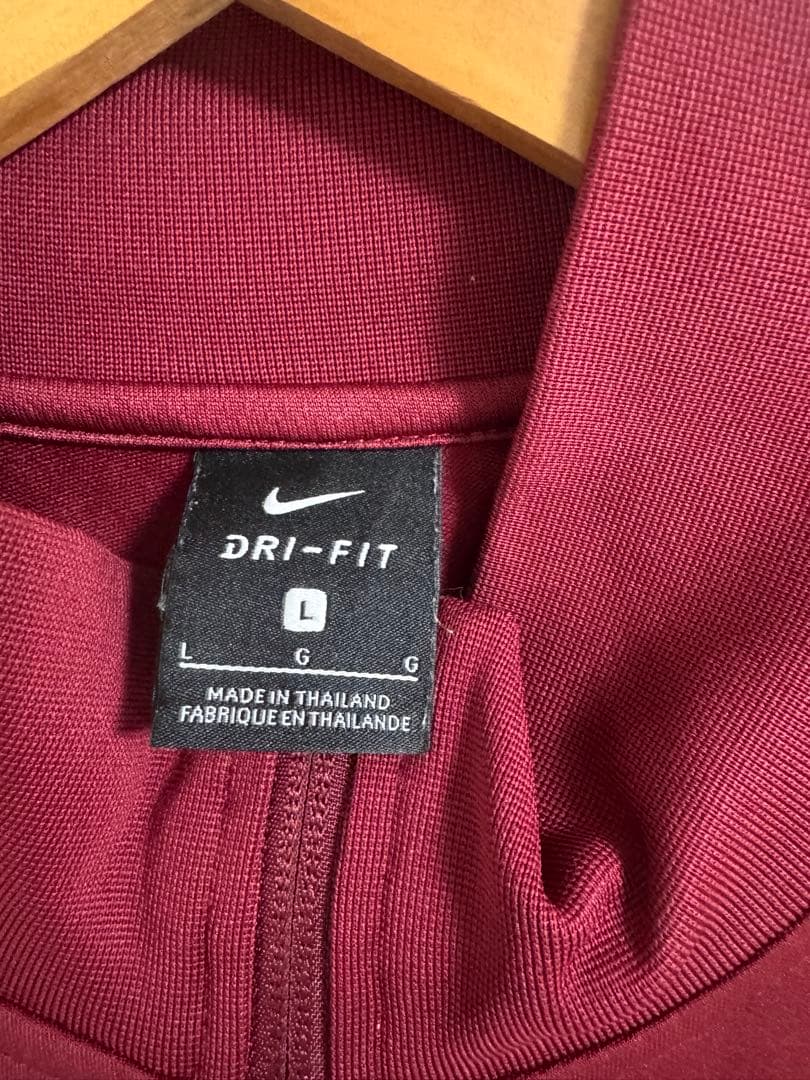 DRI-FIT
L
L G G
MADE IN THAILAND
FABRIQUE EN THAILANDE